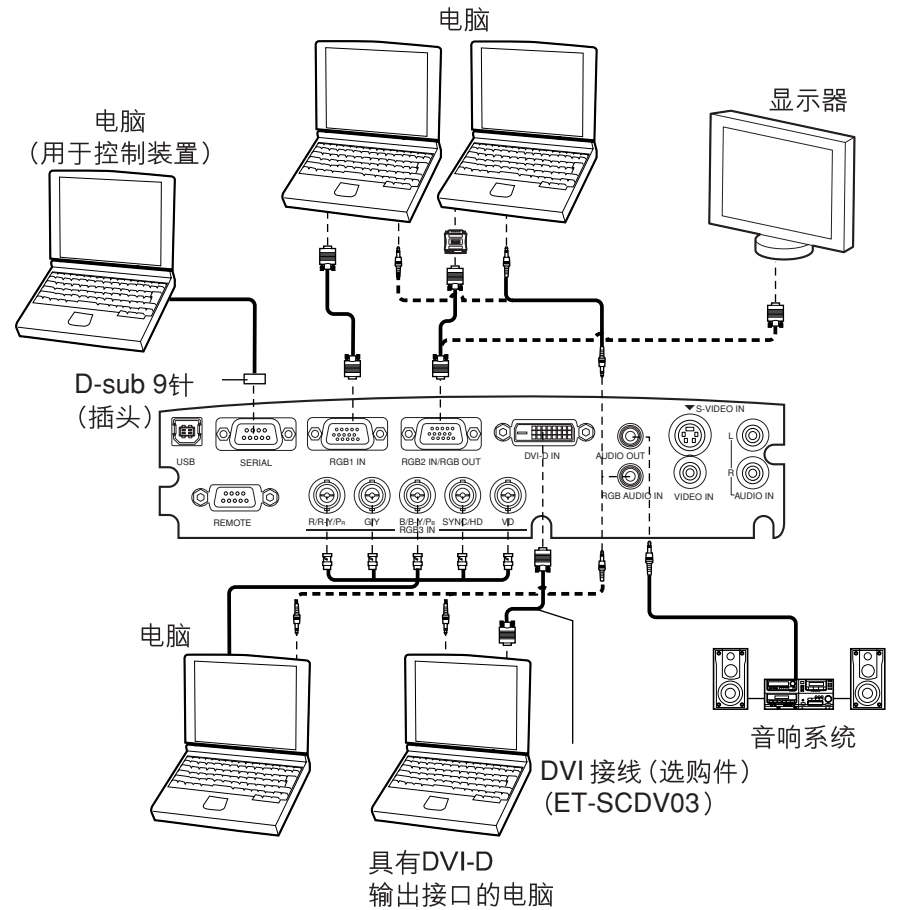 电脑
显示器
电脑
（用于控制装置）
D-sub 9针
（插头）
S-VIDEO IN
L
USB
SERIAL
RGB1 IN
RGB2 IN/RGB OUT
DVI-D IN
AUDIO OUT
R
RGB AUDIO IN
VIDEO IN
AUDIO IN
REMOTE
R/R-Y/PR
G/Y
B/B-Y/PB
SYNC/HD
VD
RGB3 IN
电脑
音响系统
DVI 接线（选购件）
（ET-SCDV03）
具有DVI-D
输出接口的电脑